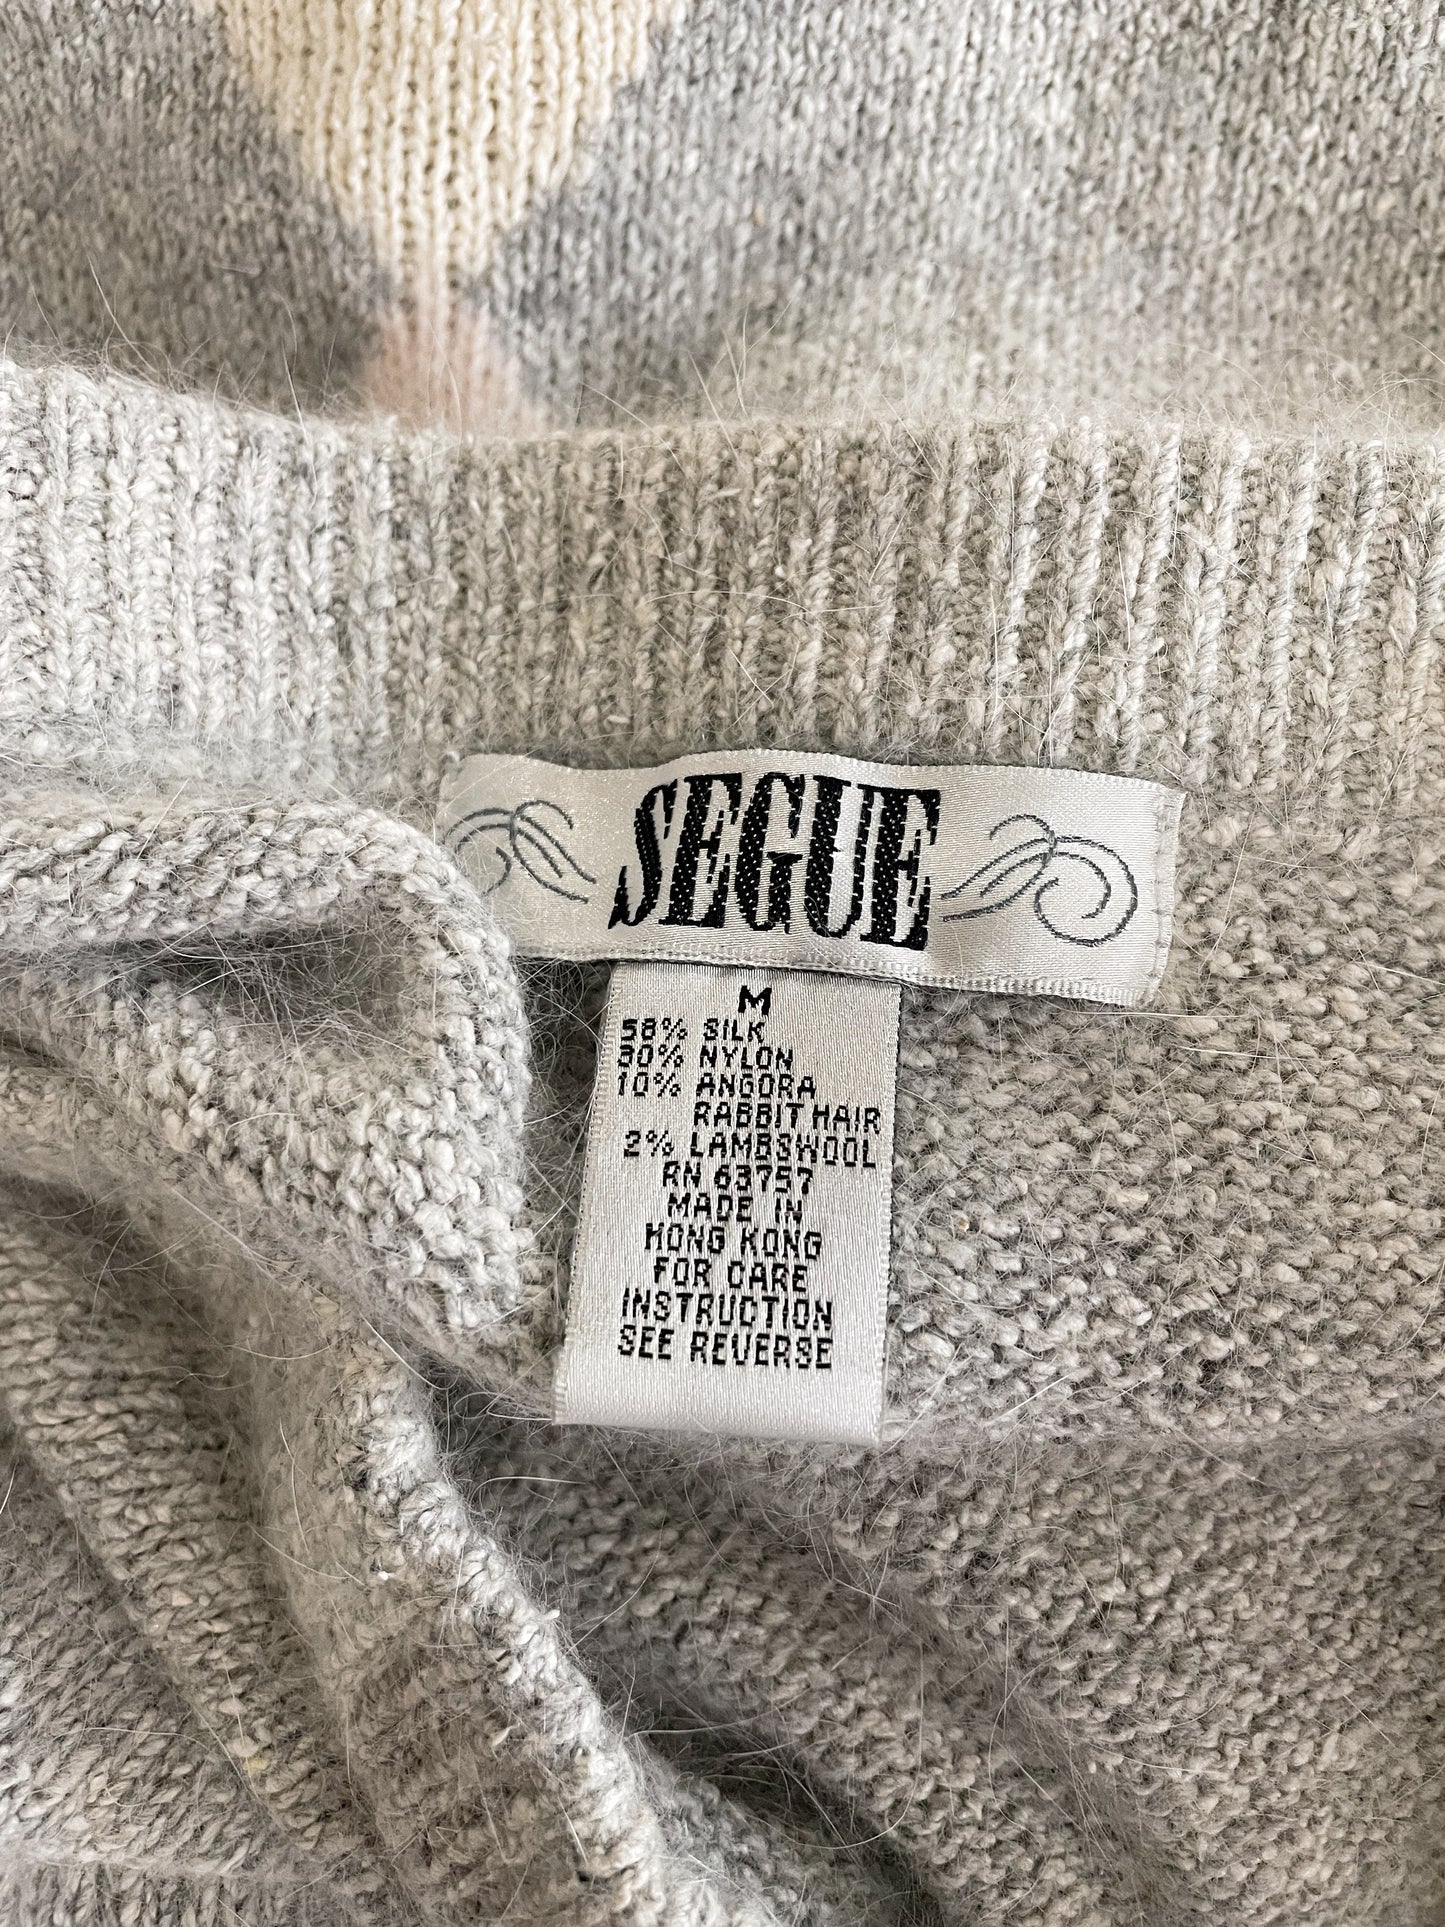 SEGUE
M
58% SILK
30% NYLON
10% ANGORA
RABBIT HAIR
2% LAMBSWOOL
RN 63757
MADE IN
HONG KONG
FOR CARE
INSTRUCTION
SEE REVERSE